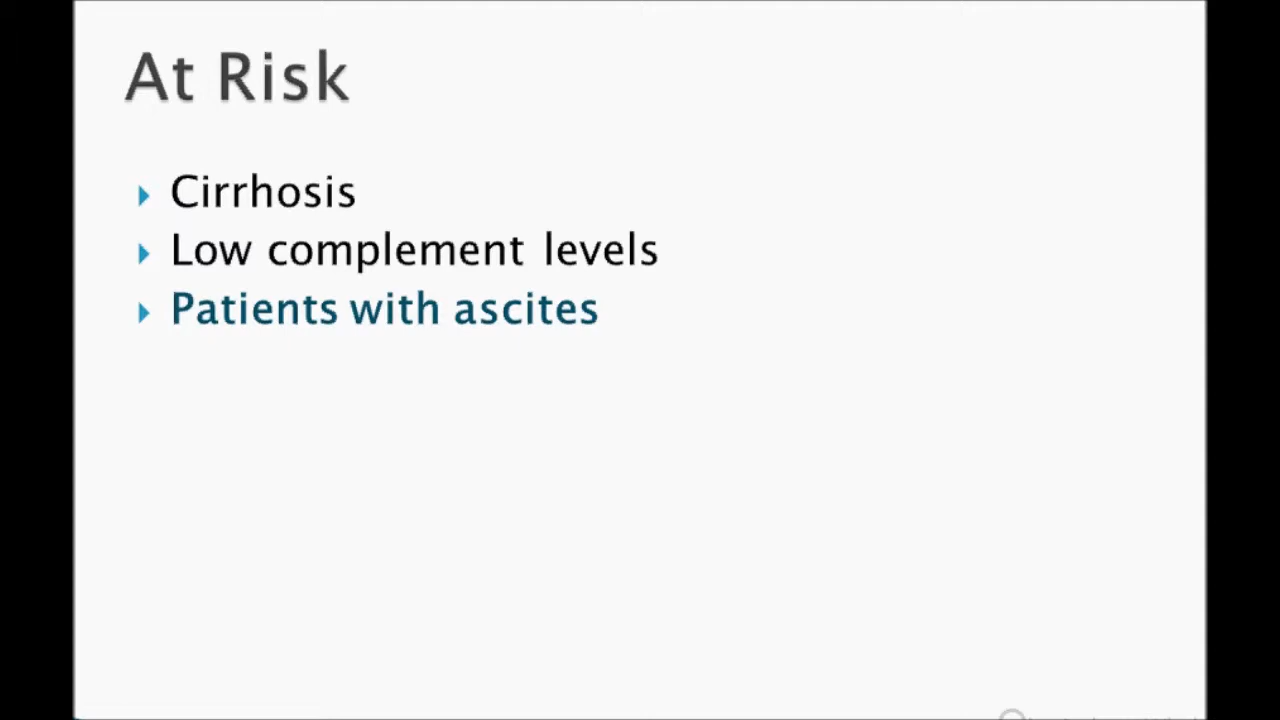 At Risk
Cirrhosis
Low complement levels
Patients with ascites